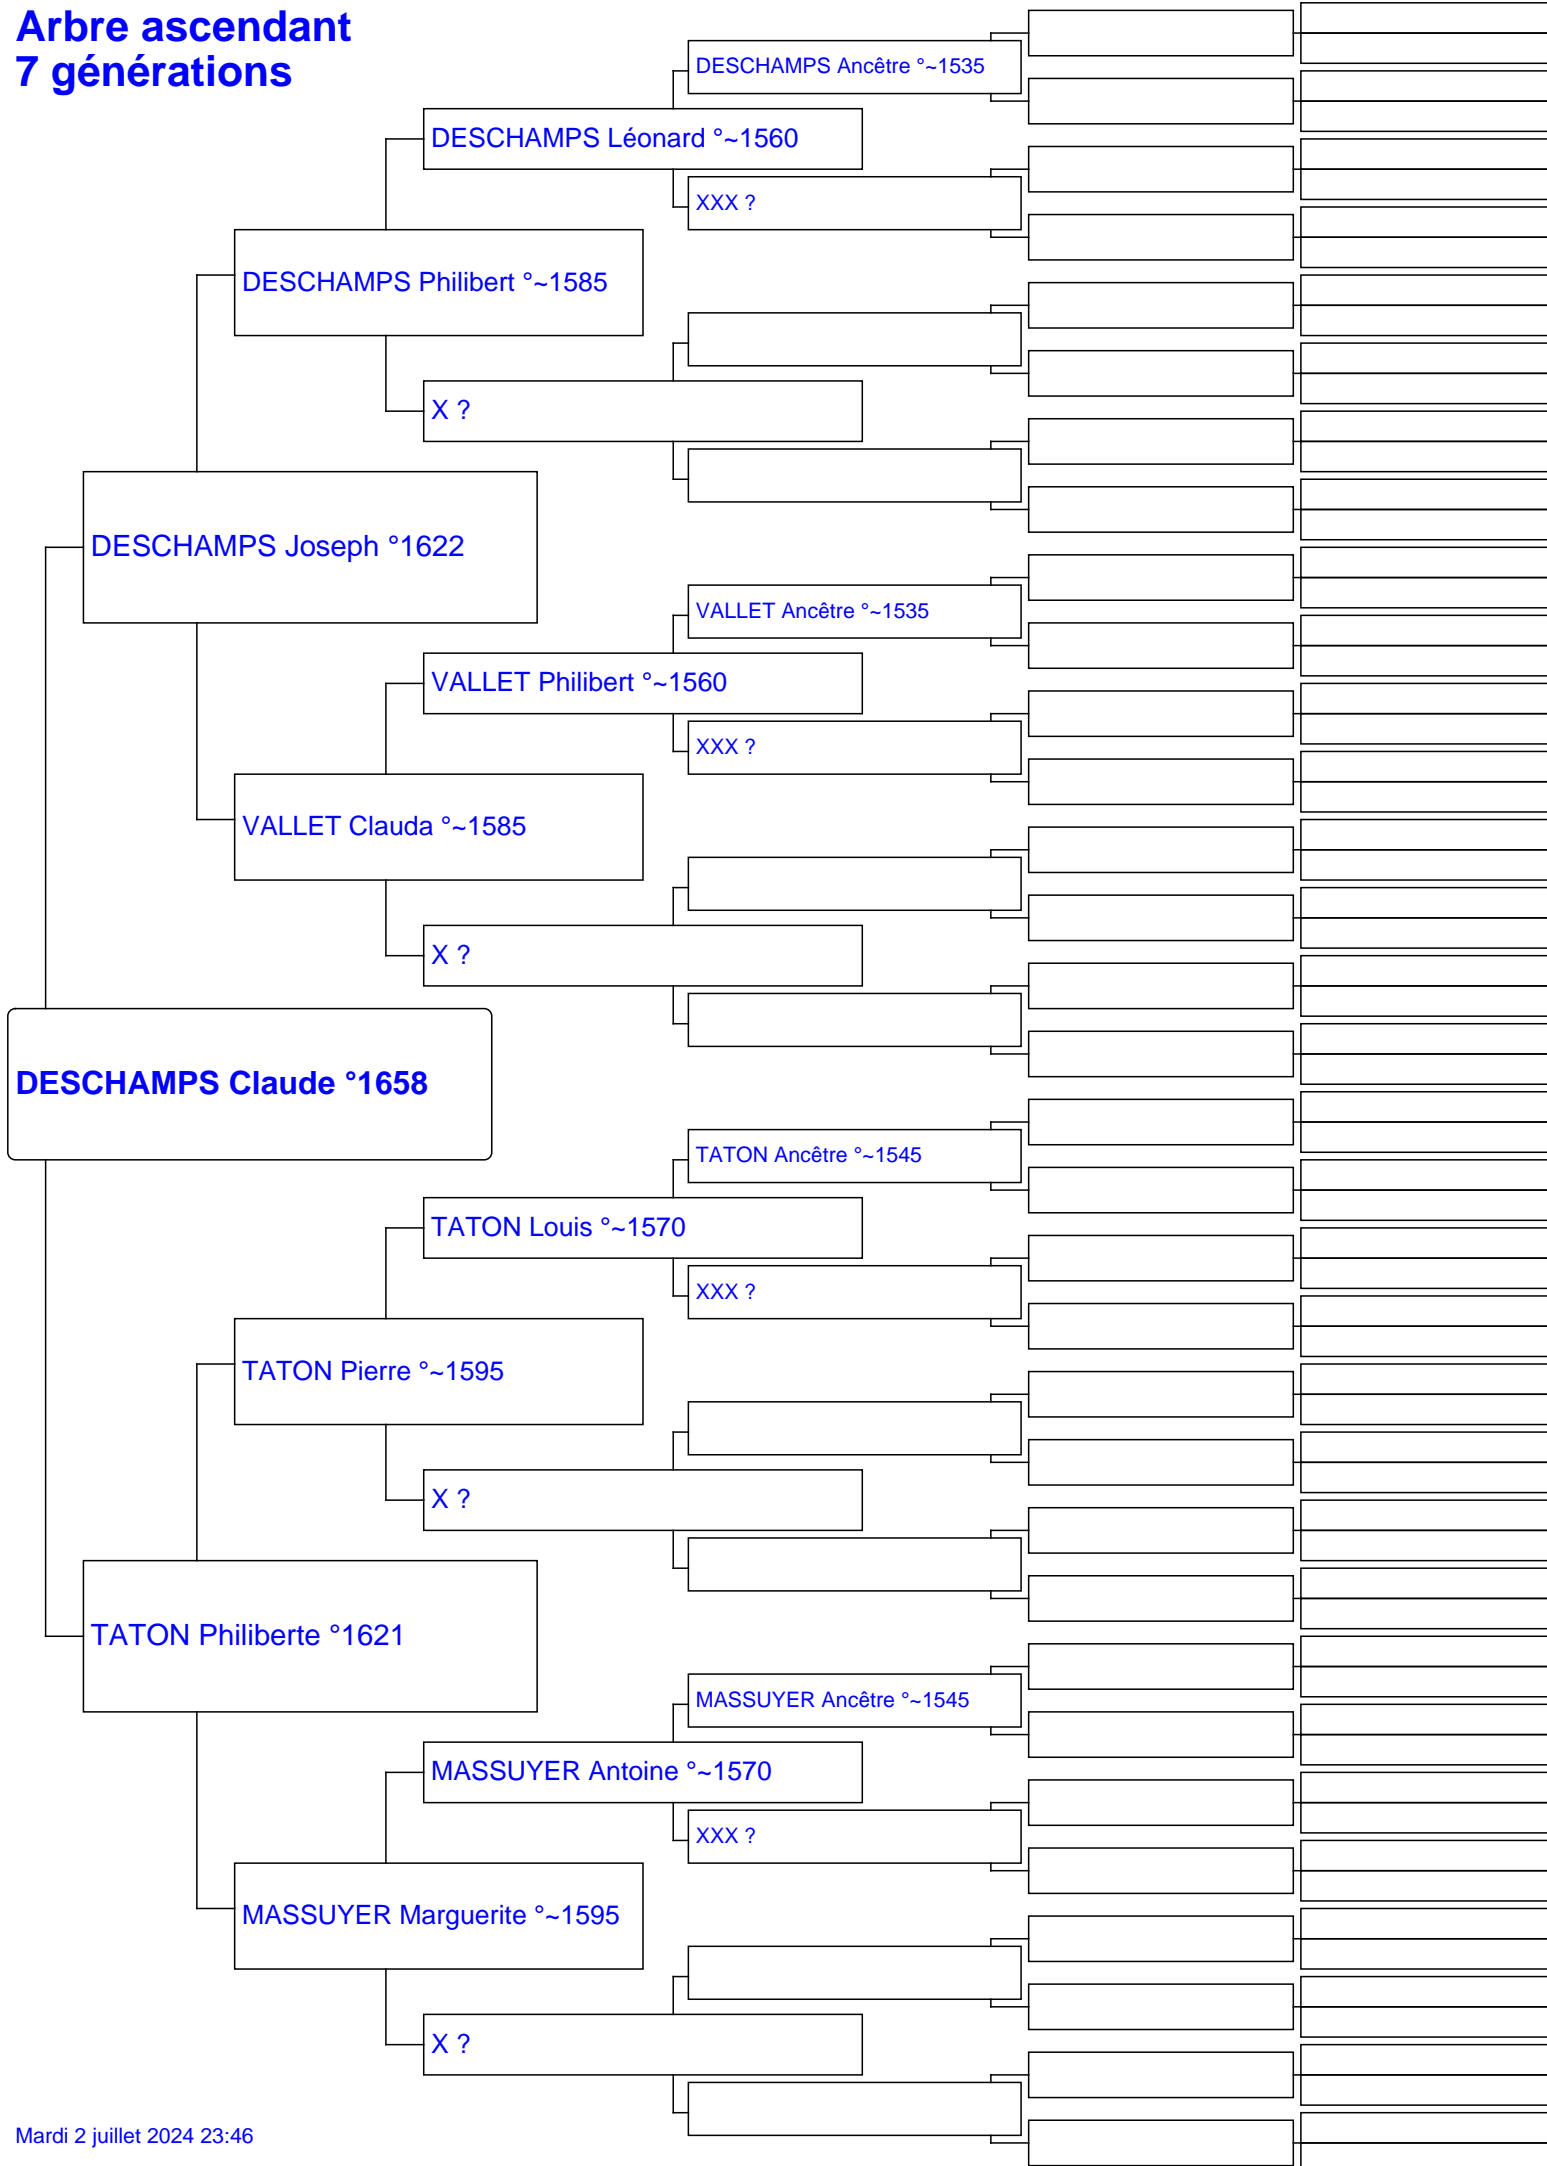 Arbre ascendant
7 générations
DESCHAMPS Ancêtre °~1535
DESCHAMPS Léonard °~1560
XXX ?
DESCHAMPS Philibert °~1585
X ?
DESCHAMPS Joseph °1622
VALLET Ancêtre °~1535
VALLET Philibert °~1560
XXX ?
VALLET Clauda °~1585
X ?
DESCHAMPS Claude °1658
TATON Ancêtre °~1545
TATON Louis °~1570
XXX ?
TATON Pierre °~1595
X ?
TATON Philiberte °1621
MASSUYER Ancêtre °~1545
MASSUYER Antoine °~1570
XXX ?
MASSUYER Marguerite °~1595
X ?
Mardi 2 juillet 2024 23:46